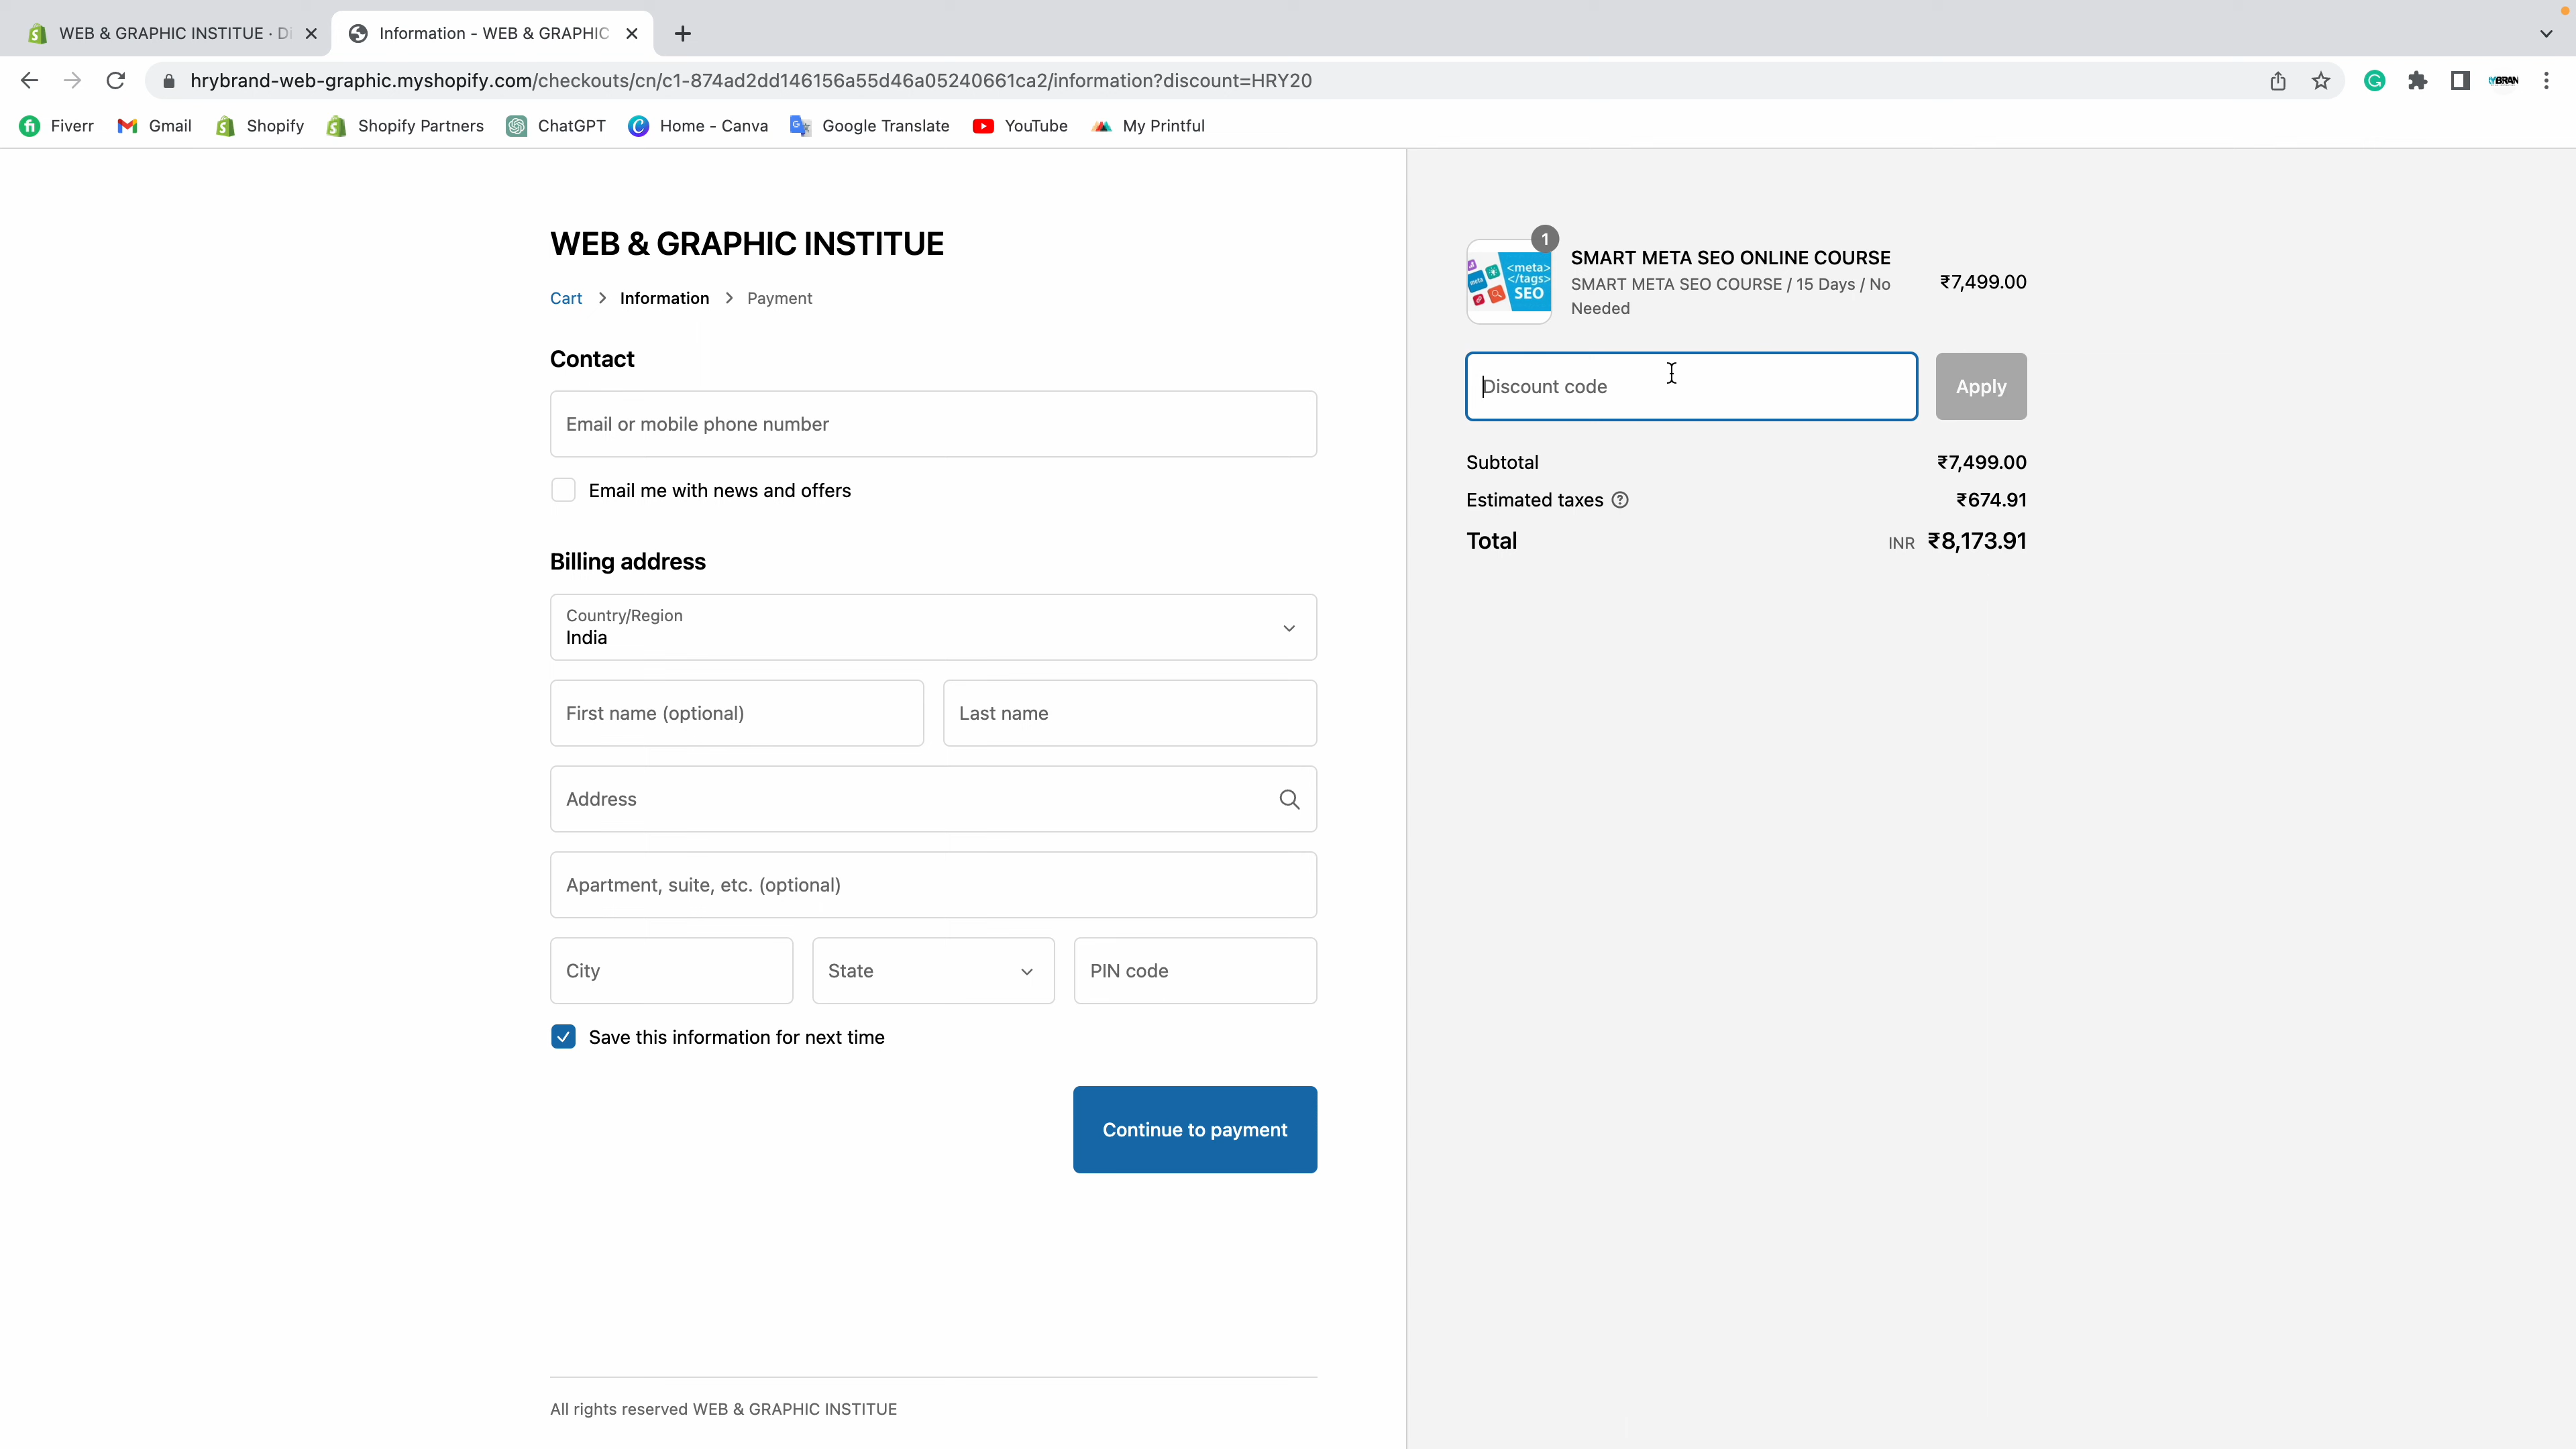 WEB & GRAPHIC INSTITUE · Di
Information - WEB & GRAPHIC
hrybrand-web-graphic.myshopify.com/checkouts/cn/c1-874ad2dd146156a55d46a05240661ca2/information?discount=HRY20
Fiverr Gmail Shopify Shopify Partners ChatGPT Home - Canva Google Translate YouTube My Printful
WEB & GRAPHIC INSTITUE
Cart > Information > Payment
Contact
Email or mobile phone number
Email me with news and offers
Billing address
Country/Region
India
First name (optional) Last name
Address
Apartment, suite, etc. (optional)
City State PIN code
Save this information for next time
Continue to payment
All rights reserved WEB & GRAPHIC INSTITUE
1
<meta>
</tags>
SEO
SMART META SEO ONLINE COURSE
SMART META SEO COURSE / 15 Days / No
Needed
₹7,499.00
Discount code Apply
Subtotal ₹7,499.00
Estimated taxes ₹674.91
Total INR ₹8,173.91